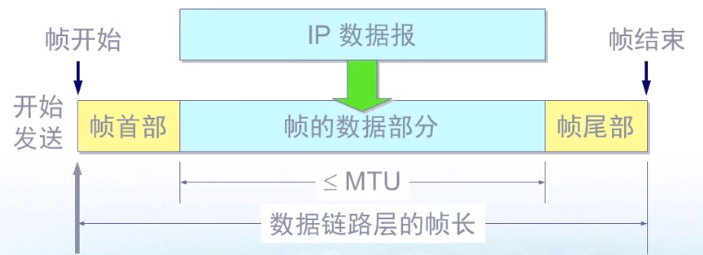 IP 数据报
帧开始
帧结束
开始
发送
帧首部
帧的数据部分
帧尾部
≤ MTU
数据链路层的帧长